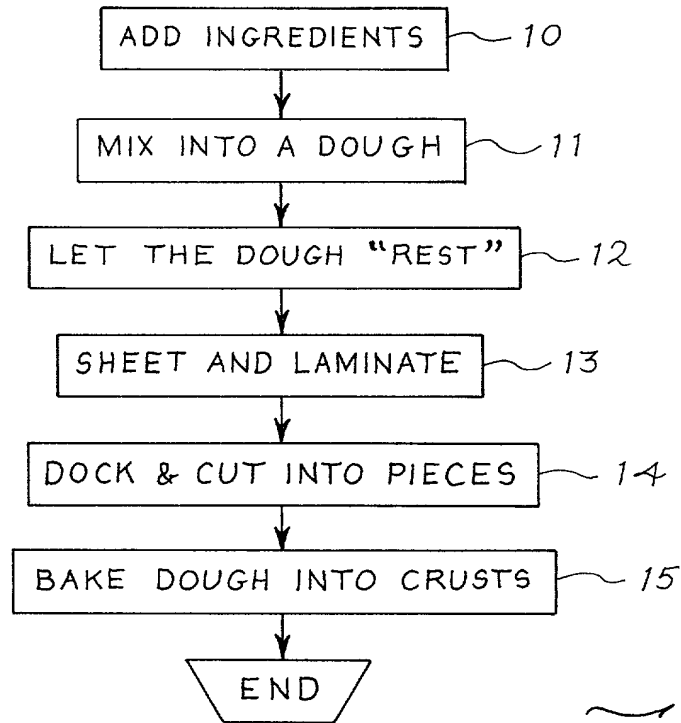 ADD INGREDIENTS 10
MIX INTO A DOUGH 11
LET THE DOUGH "REST" 12
SHEET AND LAMINATE 13
DOCK & CUT INTO PIECES 14
BAKE DOUGH INTO CRUSTS 15
END